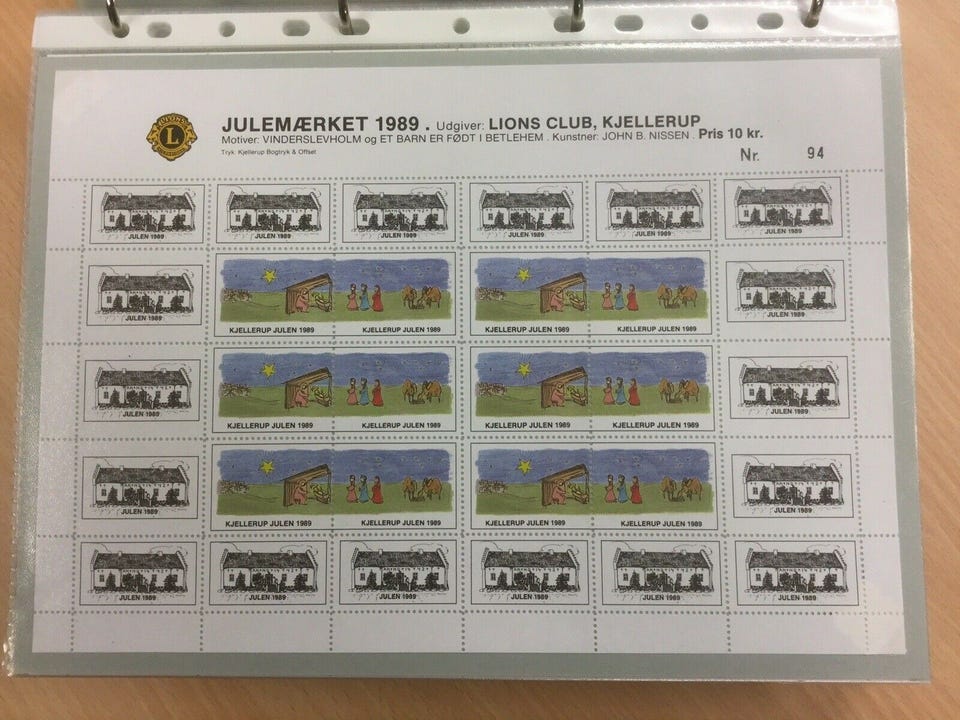 JULEMÆRKET 1989 . Udgiver: LIONS CLUB, KJELLERUP
Motiver: VINDERSLEVHOLM og ET BARN ER FØDT I BETLEHEM . Kunstner: JOHN B. NISSEN . Pris 10 kr.
Tryk: Kjellerup Bogtryk & Offset
Nr. 94
L
JULEN 1989 JULEN 1989 JULEN 1989 JULEN 1989 JULEN 1989 JULEN 1989
JULEN 1989 KJELLERUP JULEN 1989 KJELLERUP JULEN 1989 KJELLERUP JULEN 1989 KJELLERUP JULEN 1989 JULEN 1989
JULEN 1989 KJELLERUP JULEN 1989 KJELLERUP JULEN 1989 KJELLERUP JULEN 1989 KJELLERUP JULEN 1989 JULEN 1989
JULEN 1989 KJELLERUP JULEN 1989 KJELLERUP JULEN 1989 KJELLERUP JULEN 1989 KJELLERUP JULEN 1989 JULEN 1989
JULEN 1989 JULEN 1989 JULEN 1989 JULEN 1989 JULEN 1989 JULEN 1989